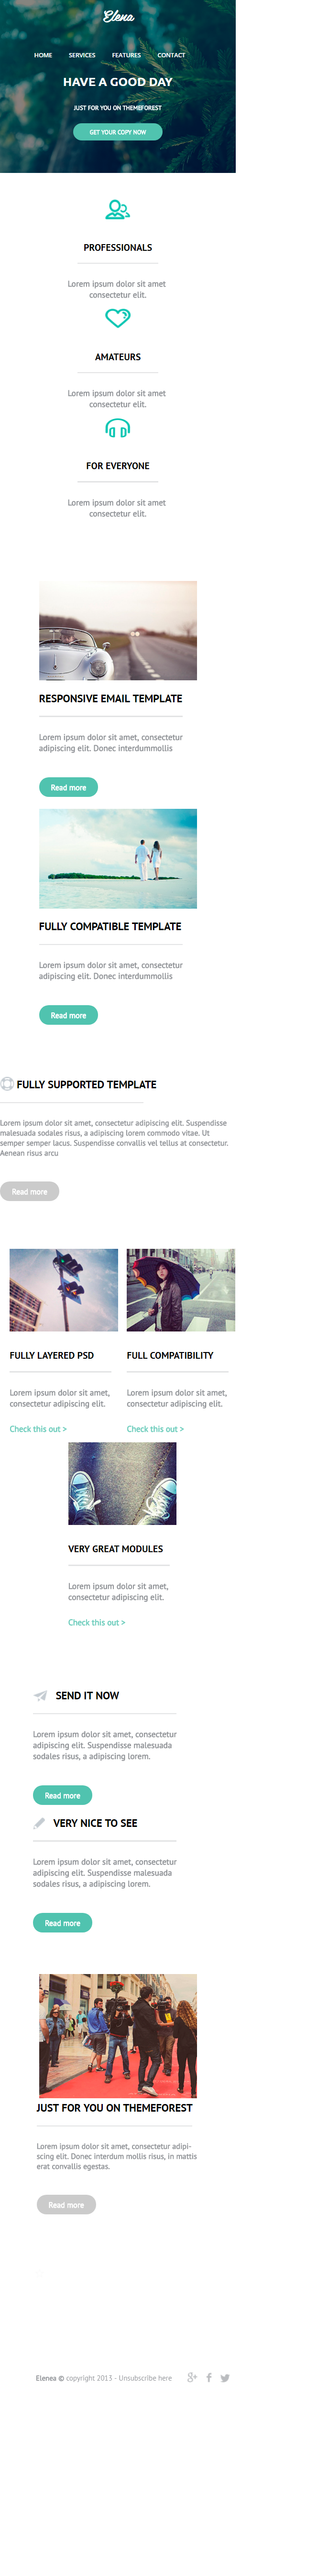 Elena
HOME SERVICES FEATURES CONTACT
HAVE A GOOD DAY
JUST FOR YOU ON THEMEFOREST
GET YOUR COPY NOW
PROFESSIONALS
Lorem ipsum dolor sit amet
consectetur elit.
AMATEURS
Lorem ipsum dolor sit amet
consectetur elit.
FOR EVERYONE
Lorem ipsum dolor sit amet
consectetur elit.
RESPONSIVE EMAIL TEMPLATE
Lorem ipsum dolor sit amet, consectetur
adipiscing elit. Donec interdummollis
Read more
FULLY COMPATIBLE TEMPLATE
Lorem ipsum dolor sit amet, consectetur
adipiscing elit. Donec interdummollis
Read more
FULLY SUPPORTED TEMPLATE
Lorem ipsum dolor sit amet, consectetur adipiscing elit. Suspendisse
malesuada sodales risus, a adipiscing lorem commodo vitae. Ut
semper semper lacus. Suspendisse convallis vel tellus at consectetur.
Aenean risus arcu
Read more
FULLY LAYERED PSD
Lorem ipsum dolor sit amet,
consectetur adipiscing elit.
Check this out >
FULL COMPATIBILITY
Lorem ipsum dolor sit amet,
consectetur adipiscing elit.
Check this out >
VERY GREAT MODULES
Lorem ipsum dolor sit amet,
consectetur adipiscing elit.
Check this out >
SEND IT NOW
Lorem ipsum dolor sit amet, consectetur
adipiscing elit. Suspendisse malesuada
sodales risus, a adipiscing lorem.
Read more
VERY NICE TO SEE
Lorem ipsum dolor sit amet, consectetur
adipiscing elit. Suspendisse malesuada
sodales risus, a adipiscing lorem.
Read more
JUST FOR YOU ON THEMEFOREST
Lorem ipsum dolor sit amet, consectetur adipi-
scing elit. Donec interdum mollis risus, in mattis
erat convallis egestas.
Read more
Elenea © copyright 2013 - Unsubscribe here